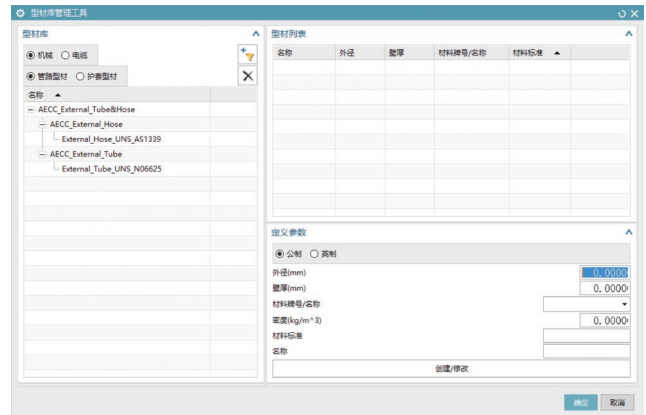 型材库管理工具
型材库
机械 电缆
管路型材 护套型材
名称
AECC_External_Tube&Hose
AECC_External_Hose
External_Hose_UNS_AS1339
AECC_External_Tube
External_Tube_UNS_N06625
型材列表
名称 外径 壁厚 材料牌号/名称 材料标准
定义参数
公制 英制
外径(mm) 0.0000
壁厚(mm) 0.0000
材料牌号/名称
密度(kg/m^3) 0.0000
材料标准
名称
创建/修改
确定 取消